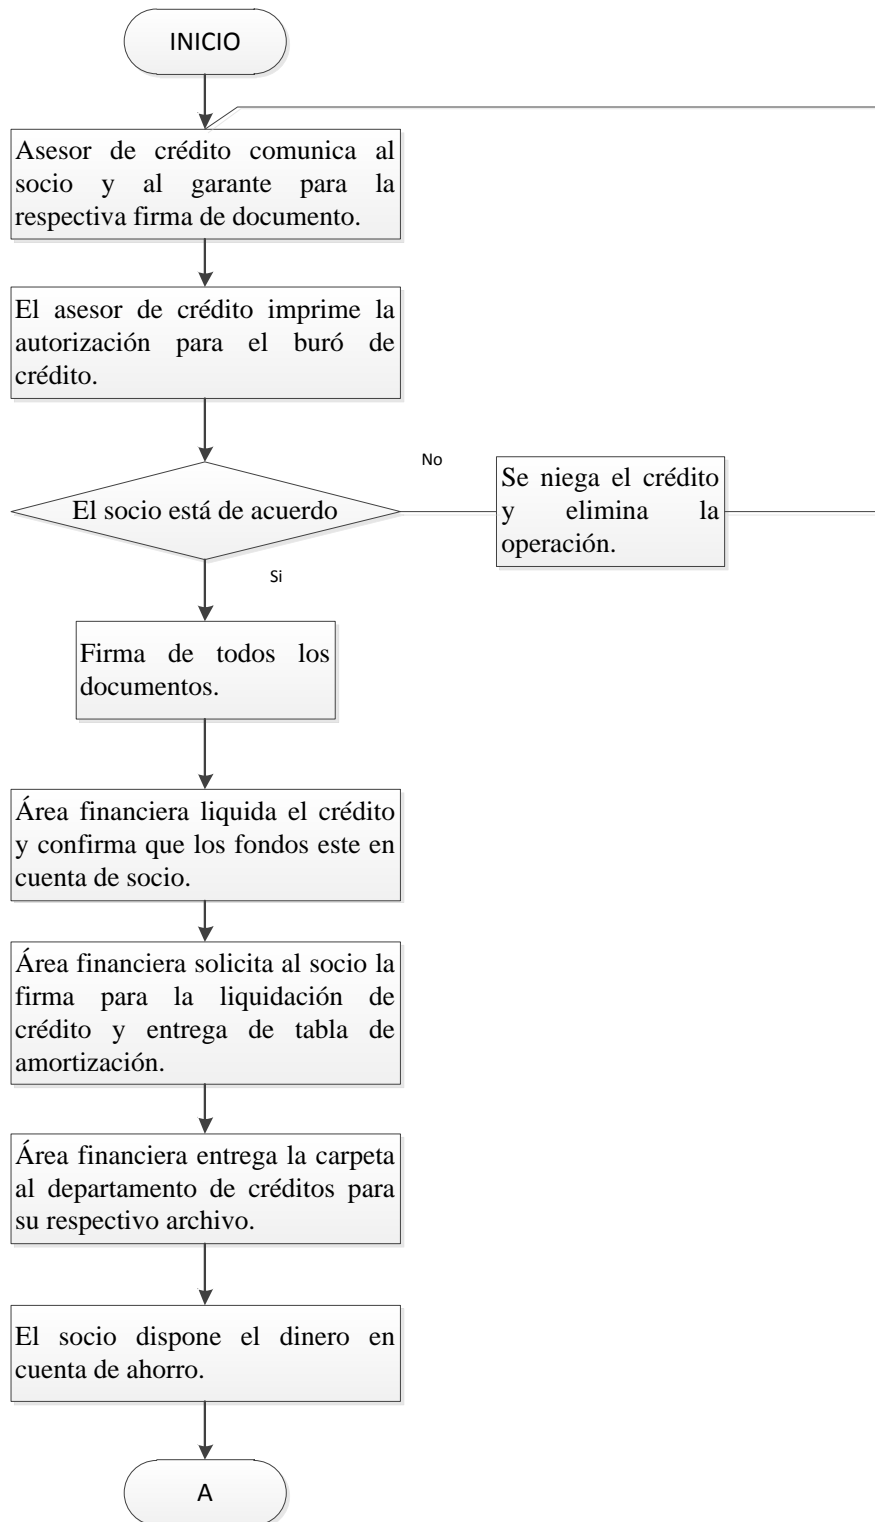 INICIO
Asesor de crédito comunica al
socio y al garante para la
respectiva firma de documento.
El asesor de crédito imprime la
autorización para el buró de
crédito.
El socio está de acuerdo
No
Se niega el crédito
y elimina la
operación.
Si
Firma de todos los
documentos.
Área financiera liquida el crédito
y confirma que los fondos este en
cuenta de socio.
Área financiera solicita al socio la
firma para la liquidación de
crédito y entrega de tabla de
amortización.
Área financiera entrega la carpeta
al departamento de créditos para
su respectivo archivo.
El socio dispone el dinero en
cuenta de ahorro.
A